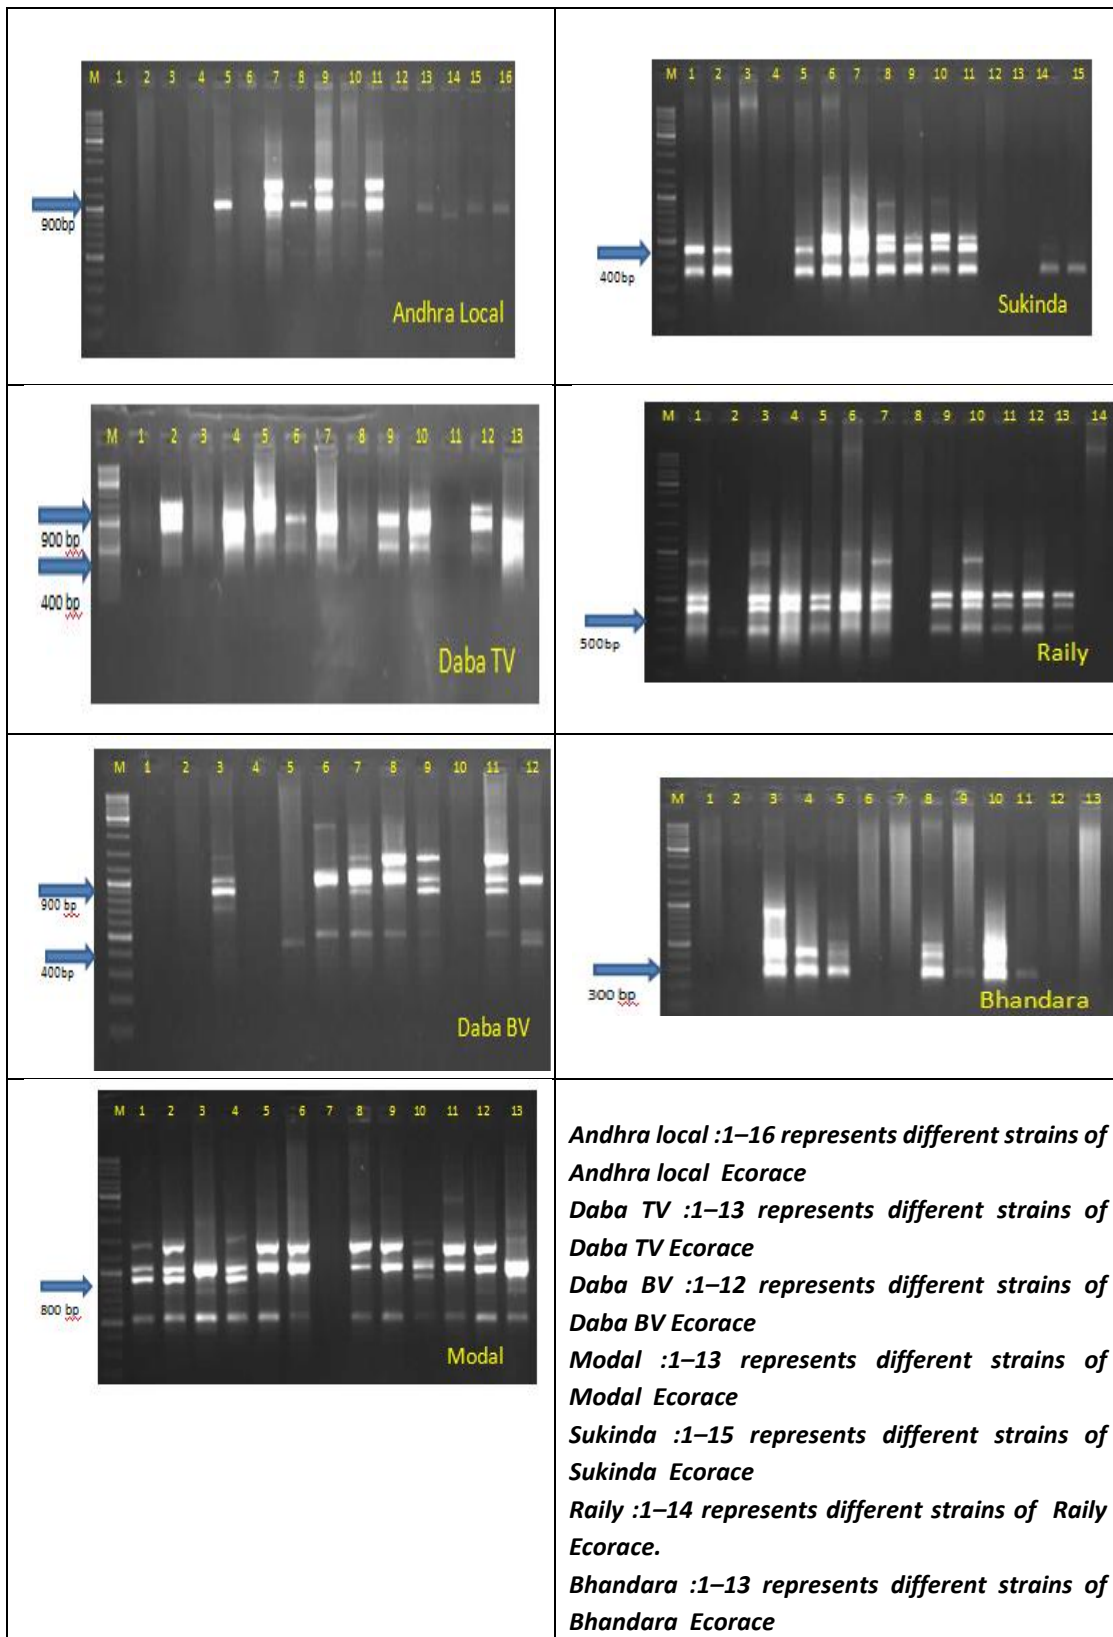 M 1 2 3 4 5 6 7 8 9 10 11 12 13 14 15 16
900bp
Andhra Local
M 1 2 3 4 5 6 7 8 9 10 11 12 13 14 15
400bp
Sukinda
M 1 2 3 4 5 6 7 8 9 10 11 12 13
900 bp
400 bp
Daba TV
M 1 2 3 4 5 6 7 8 9 10 11 12 13 14
500bp
Raily
M 1 2 3 4 5 6 7 8 9 10 11 12
900 bp
400bp
Daba BV
M 1 2 3 4 5 6 7 8 9 10 11 12 13
300 bp
Bhandara
M 1 2 3 4 5 6 7 8 9 10 11 12 13
800 bp
Modal
Andhra local :1–16 represents different strains of
Andhra local Ecorace
Daba TV :1–13 represents different strains of
Daba TV Ecorace
Daba BV :1–12 represents different strains of
Daba BV Ecorace
Modal :1–13 represents different strains of
Modal Ecorace
Sukinda :1–15 represents different strains of
Sukinda Ecorace
Raily :1–14 represents different strains of Raily
Ecorace.
Bhandara :1–13 represents different strains of
Bhandara Ecorace